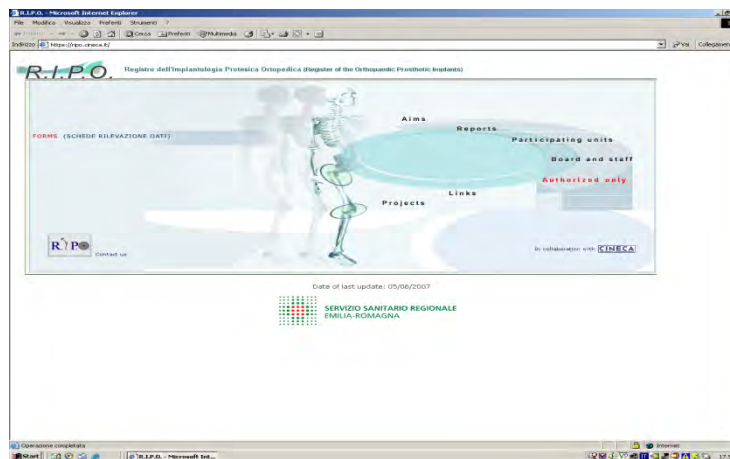 R.I.P.O. - Microsoft Internet Explorer
File Modifica Visualizza Preferiti Strumenti ?
Cerca Preferiti Multimedia
Indirizzo https://ripo.cineca.it/ Vai Collegamen
R.I.P.O. Registro dell'Implantologia Protesica Ortopedica (Register of the Orthopaedic Prosthetic Implants)
Aims
Reports
FORMS (SCHEDE RILEVAZIONE DATI)
Participating units
Board and staff
Authorized only
Links
Projects
R.I.P.O. Contact us
In collaboration with CINECA
Date of last update: 05/06/2007
SERVIZIO SANITARIO REGIONALE
EMILIA-ROMAGNA
Operazione completata Internet
Start R.I.P.O. - Microsoft Int...